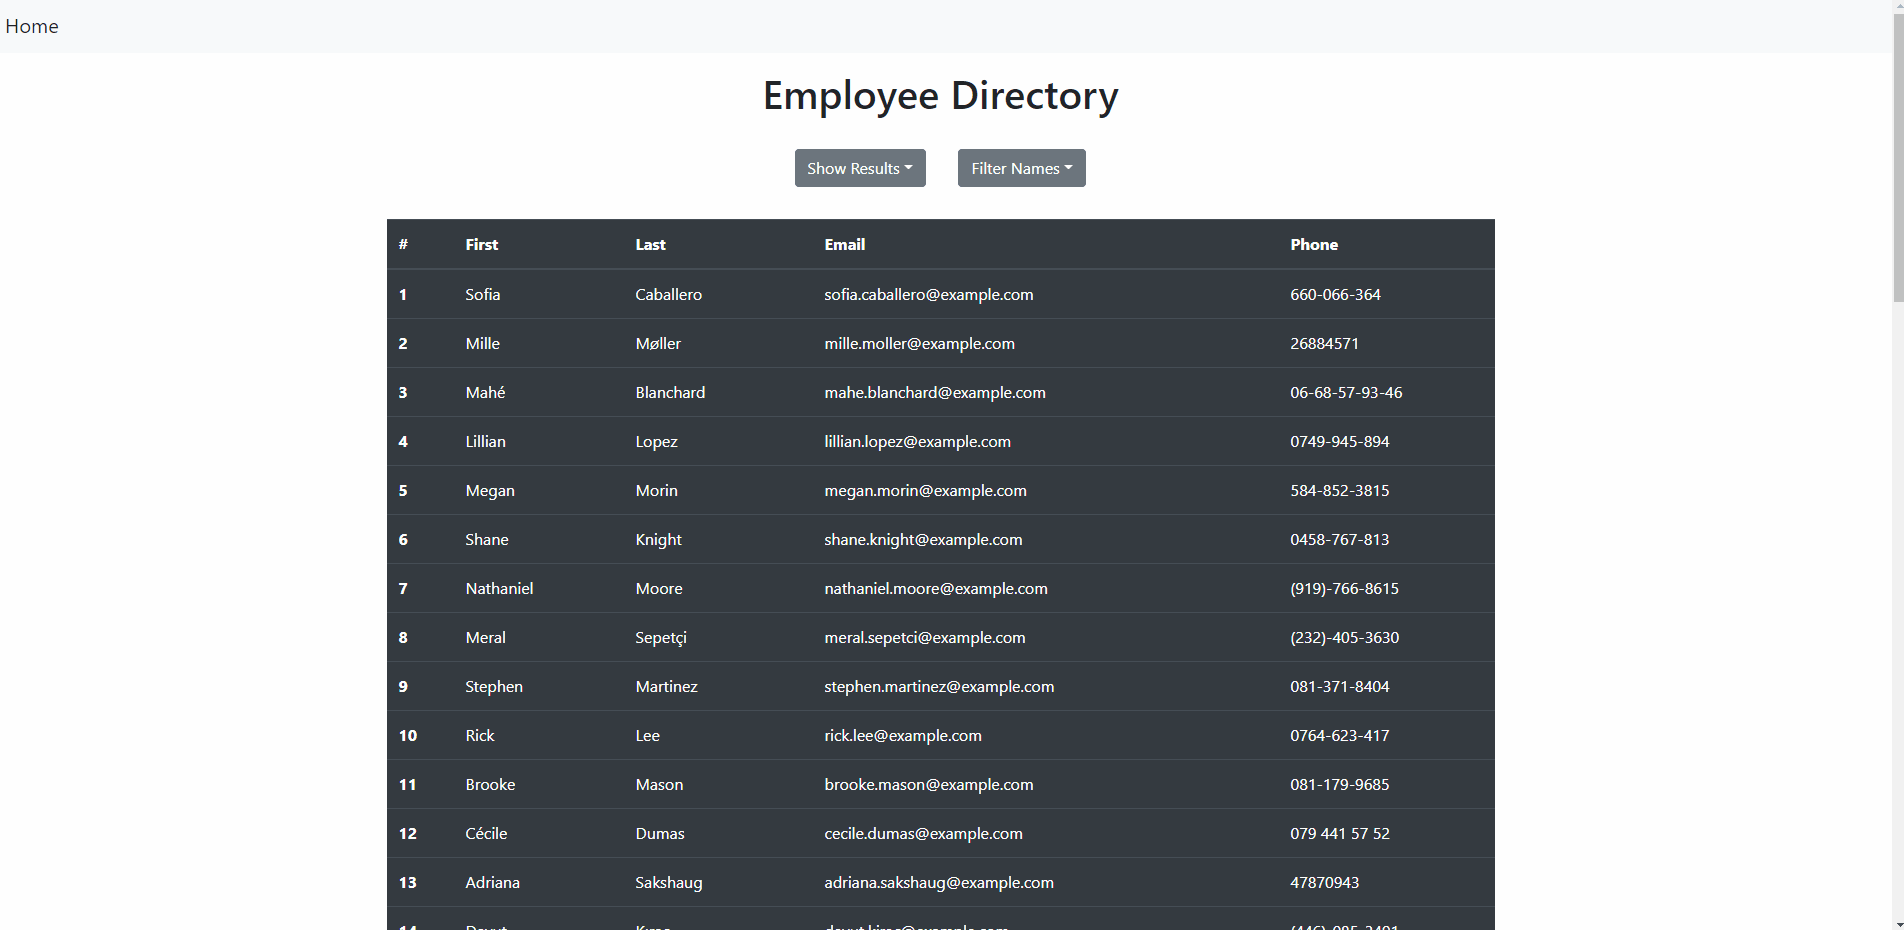 Home
Employee Directory
Show Results Filter Names
# First Last Email Phone
1 Sofia Caballero sofia.caballero@example.com 660-066-364
2 Mille Møller mille.moller@example.com 26884571
3 Mahé Blanchard mahe.blanchard@example.com 06-68-57-93-46
4 Lillian Lopez lillian.lopez@example.com 0749-945-894
5 Megan Morin megan.morin@example.com 584-852-3815
6 Shane Knight shane.knight@example.com 0458-767-813
7 Nathaniel Moore nathaniel.moore@example.com (919)-766-8615
8 Meral Sepetçi meral.sepetci@example.com (232)-405-3630
9 Stephen Martinez stephen.martinez@example.com 081-371-8404
10 Rick Lee rick.lee@example.com 0764-623-417
11 Brooke Mason brooke.mason@example.com 081-179-9685
12 Cécile Dumas cecile.dumas@example.com 079 441 57 52
13 Adriana Sakshaug adriana.sakshaug@example.com 47870943
14